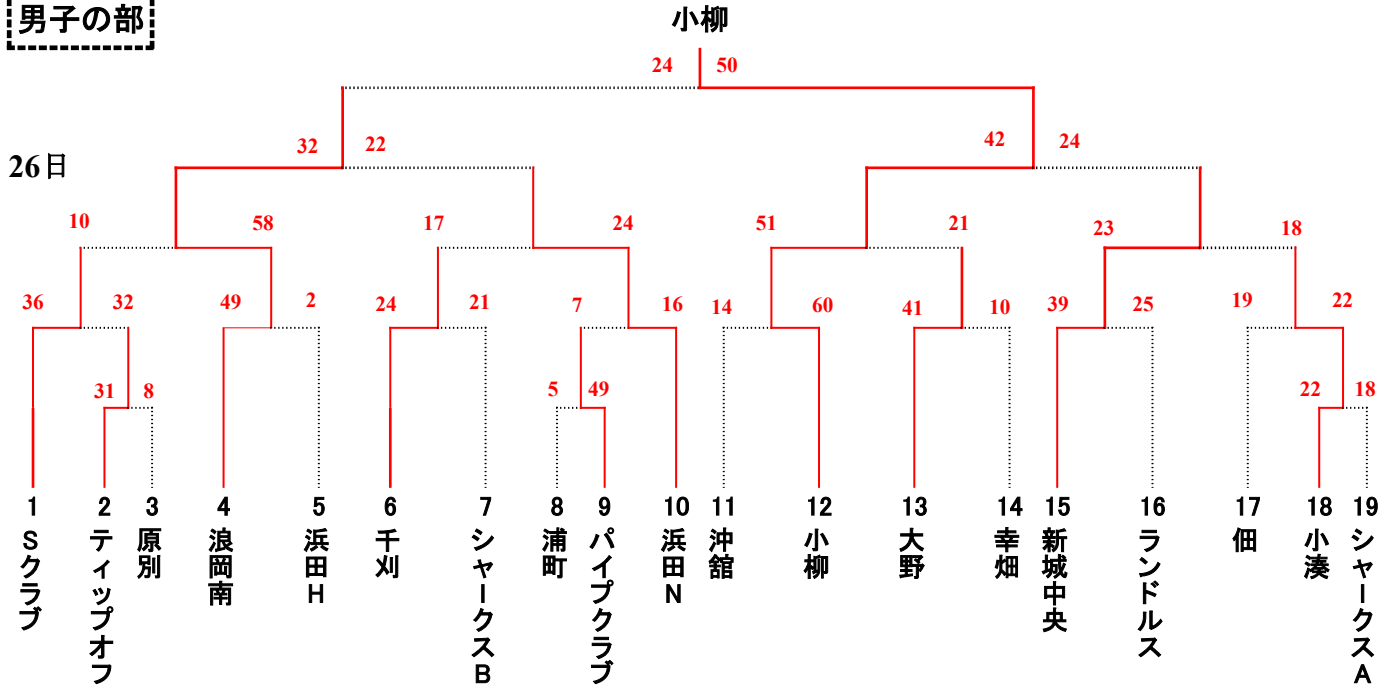 男子の部
小柳
24 50
32 22 42 24
26日
10 58 17 24 51 21 23 18
36 32 49 2 24 21 7 16 14 60 41 10 39 25 19 22
31 8 5 49 22 18
1 2 3 4 5 6 7 8 9 10 11 12 13 14 15 16 17 18 19
Sクラブ
ティップオフ
原別
浪岡南
浜田H
千刈
シャークスB
浦町
パイプクラブ
浜田N
沖舘
小柳
大野
幸畑
新城中央
ランドルス
佃
小湊
シャークスA